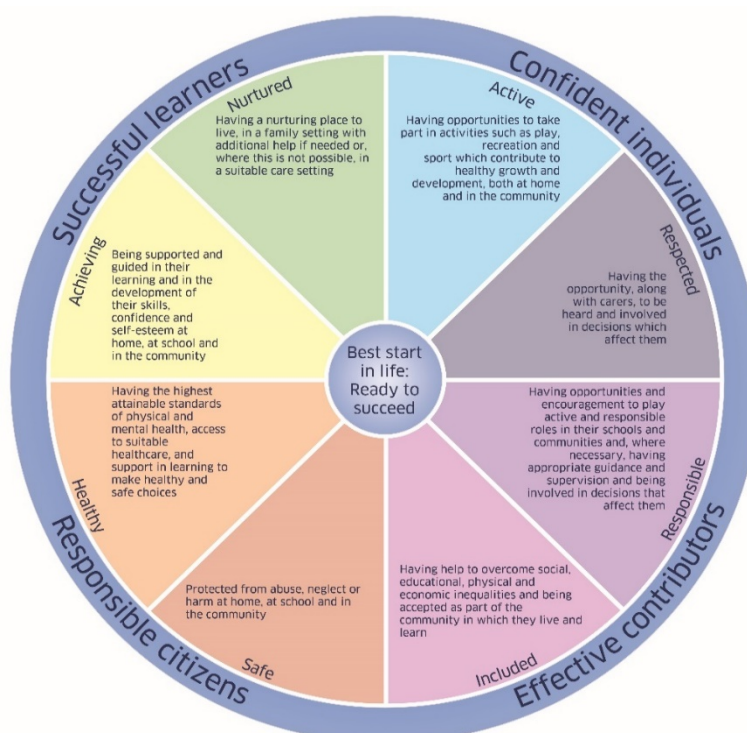 Successful learners
Confident individuals
Nurtured
Having a nurturing place to
live, in a family setting with
additional help if needed or,
where this is not possible, in
a suitable care setting
Active
Having opportunities to take
part in activities such as play,
recreation and
sport which contribute to
healthy growth and
development, both at home
and in the community
Achieving
Being supported and
guided in their
learning and in the
development of
their skills,
confidence and
self-esteem at
home, at school and
in the community
Respected
Having the
opportunity, along
with carers, to be
heard and involved
in decisions which
affect them
Best start
in life:
Ready to
succeed
Healthy
Having the highest
attainable standards
of physical and
mental health, access
to suitable
healthcare, and
support in learning to
make healthy and
safe choices
Responsible
Having opportunities and
encouragement to play
active and responsible
roles in their schools and
communities and, where
necessary, having
appropriate guidance and
supervision and being
involved in decisions that
affect them
Safe
Protected from abuse, neglect or
harm at home, at school and in
the community
Included
Having help to overcome social,
educational, physical and
economic inequalities and being
accepted as part of the
community in which they live and
learn
Responsible citizens
Effective contributors